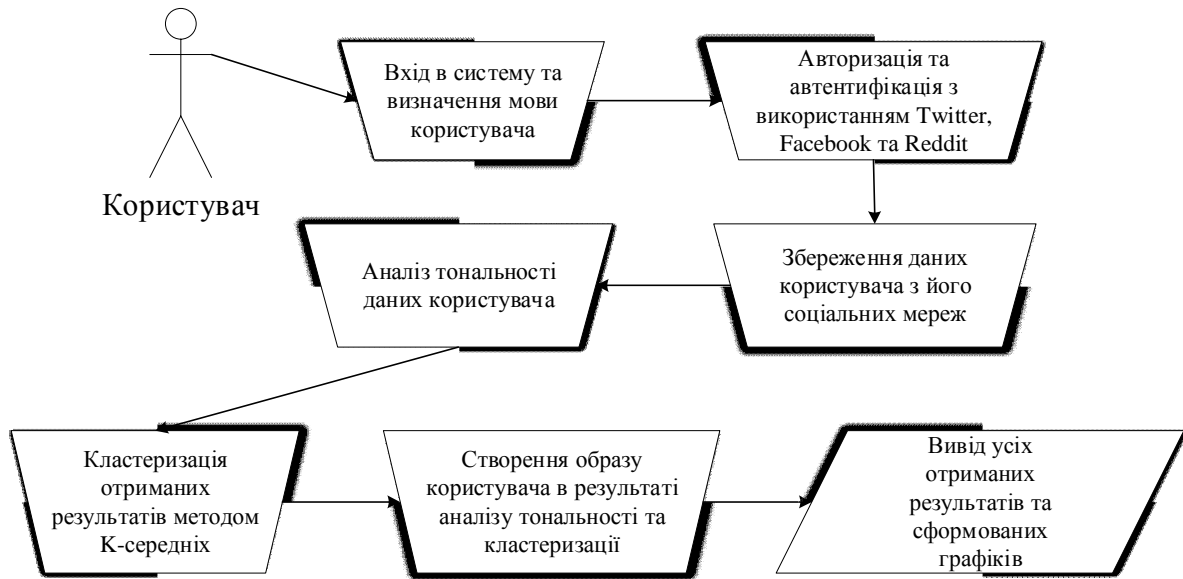 Користувач
Вхід в систему та
визначення мови
користувача
Авторизація та
автентифікація з
використанням Twitter,
Facebook та Reddit
Збереження даних
користувача з його
соціальних мереж
Аналіз тональності
даних користувача
Кластеризація
отриманих
результатів методом
К-середніх
Створення образу
користувача в результаті
аналізу тональності та
кластеризації
Вивід усіх
отриманих
результатів та
сформованих
графіків